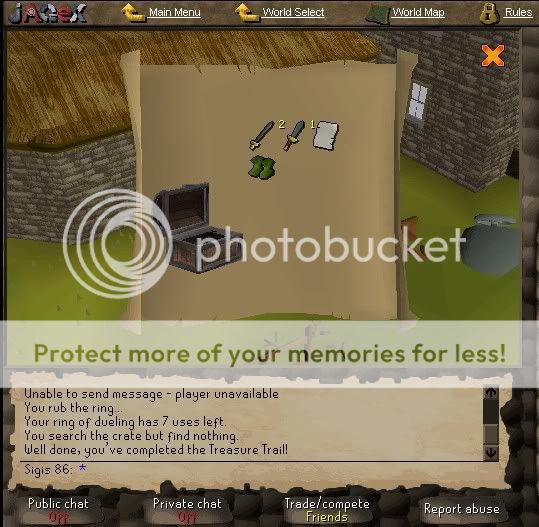 JAGEX Main Menu World Select World Map Rules
2 1
photobucket
Protect more of your memories for less!
Unable to send message - player unavailable
You rub the ring...
Your ring of dueling has 7 uses left.
You search the crate but find nothing.
Well done, you've completed the Treasure Trail!
Sigis 86: *
Public chat Private chat Trade/compete Report abuse
Off Off Friends